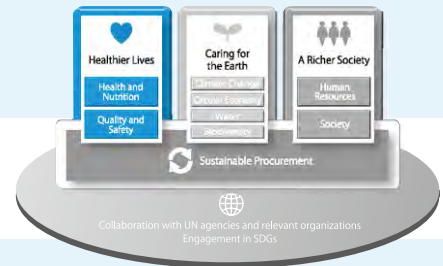 Healthier Lives
Health and
Nutrition
Quality and
Safety
Caring for
the Earth
Climate Change
Circular Economy
Water
Biodiversity
A Richer Society
Human
Resources
Society
Sustainable Procurement
Collaboration with UN agencies and relevant organizations
Engagement in SDGs